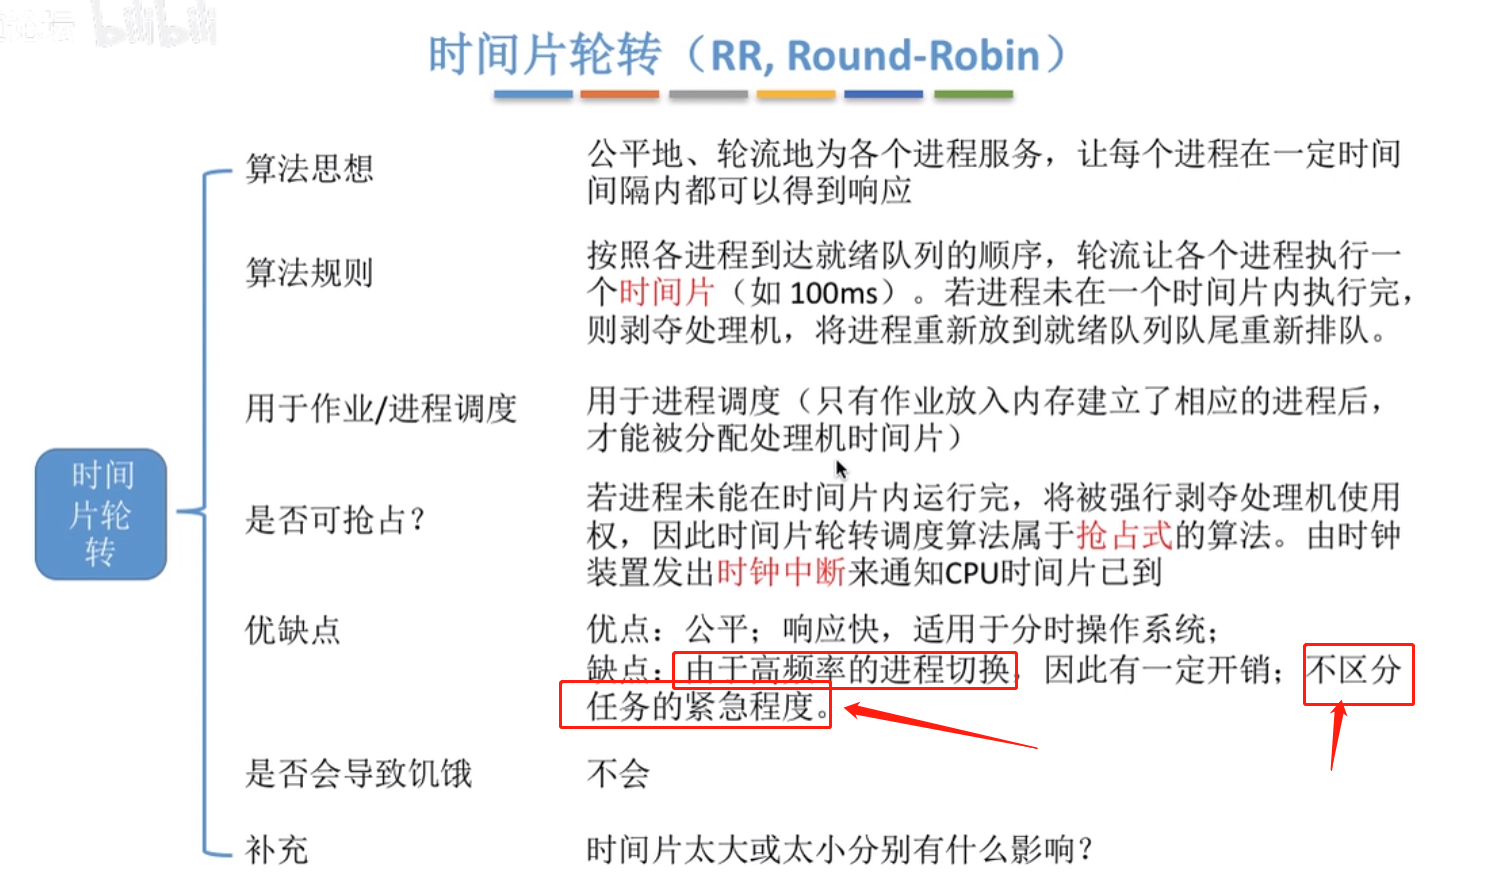 论坛 bilibili
时间片轮转（RR, Round-Robin）
算法思想
公平地、轮流地为各个进程服务，让每个进程在一定时间
间隔内都可以得到响应
算法规则
按照各进程到达就绪队列的顺序，轮流让各个进程执行一
个时间片（如 100ms）。若进程未在一个时间片内执行完，
则剥夺处理机，将进程重新放到就绪队列队尾重新排队。
用于作业/进程调度
用于进程调度（只有作业放入内存建立了相应的进程后，
才能被分配处理机时间片）
时间
片轮
转
是否可抢占？
若进程未能在时间片内运行完，将被强行剥夺处理机使用
权，因此时间片轮转调度算法属于抢占式的算法。由时钟
装置发出时钟中断来通知CPU时间片已到
优缺点
优点：公平；响应快，适用于分时操作系统；
缺点：由于高频率的进程切换，因此有一定开销；不区分
任务的紧急程度。
是否会导致饥饿
不会
补充
时间片太大或太小分别有什么影响？